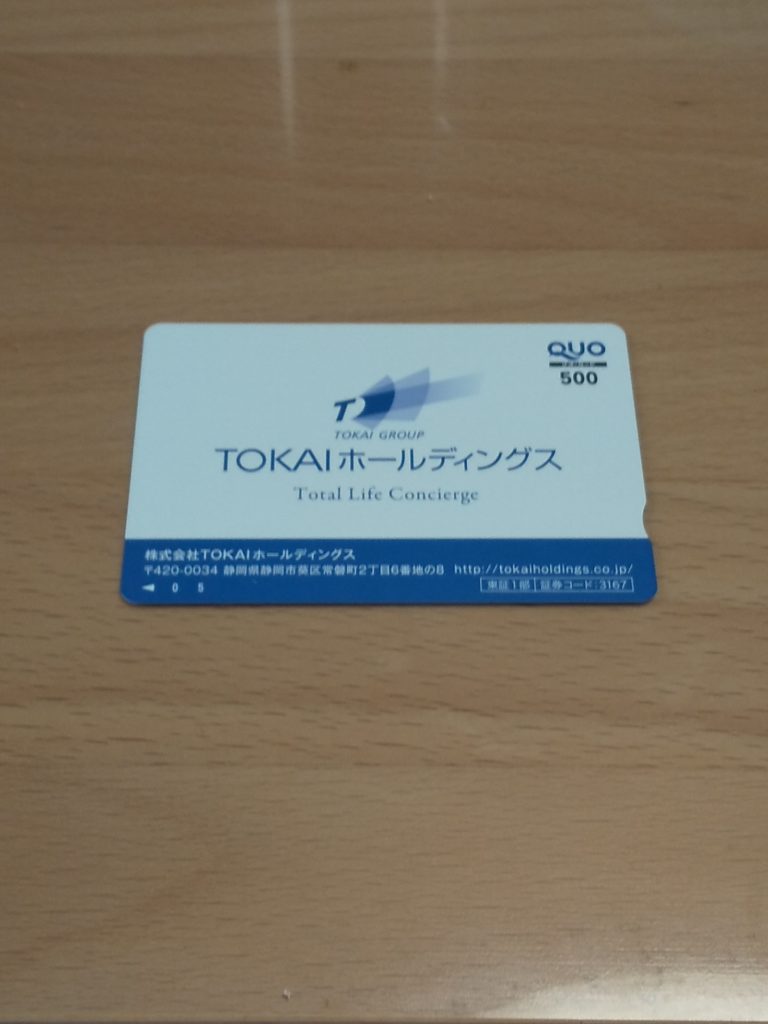 QUO
500
TOKAI GROUP
TOKAIホールディングス
Total Life Concierge
株式会社TOKAIホールディングス
〒420-0034 静岡県静岡市葵区常磐町2丁目6番地の8 http://tokaiholdings.co.jp/
東証1部 証券コード:3167
◀ 0 5